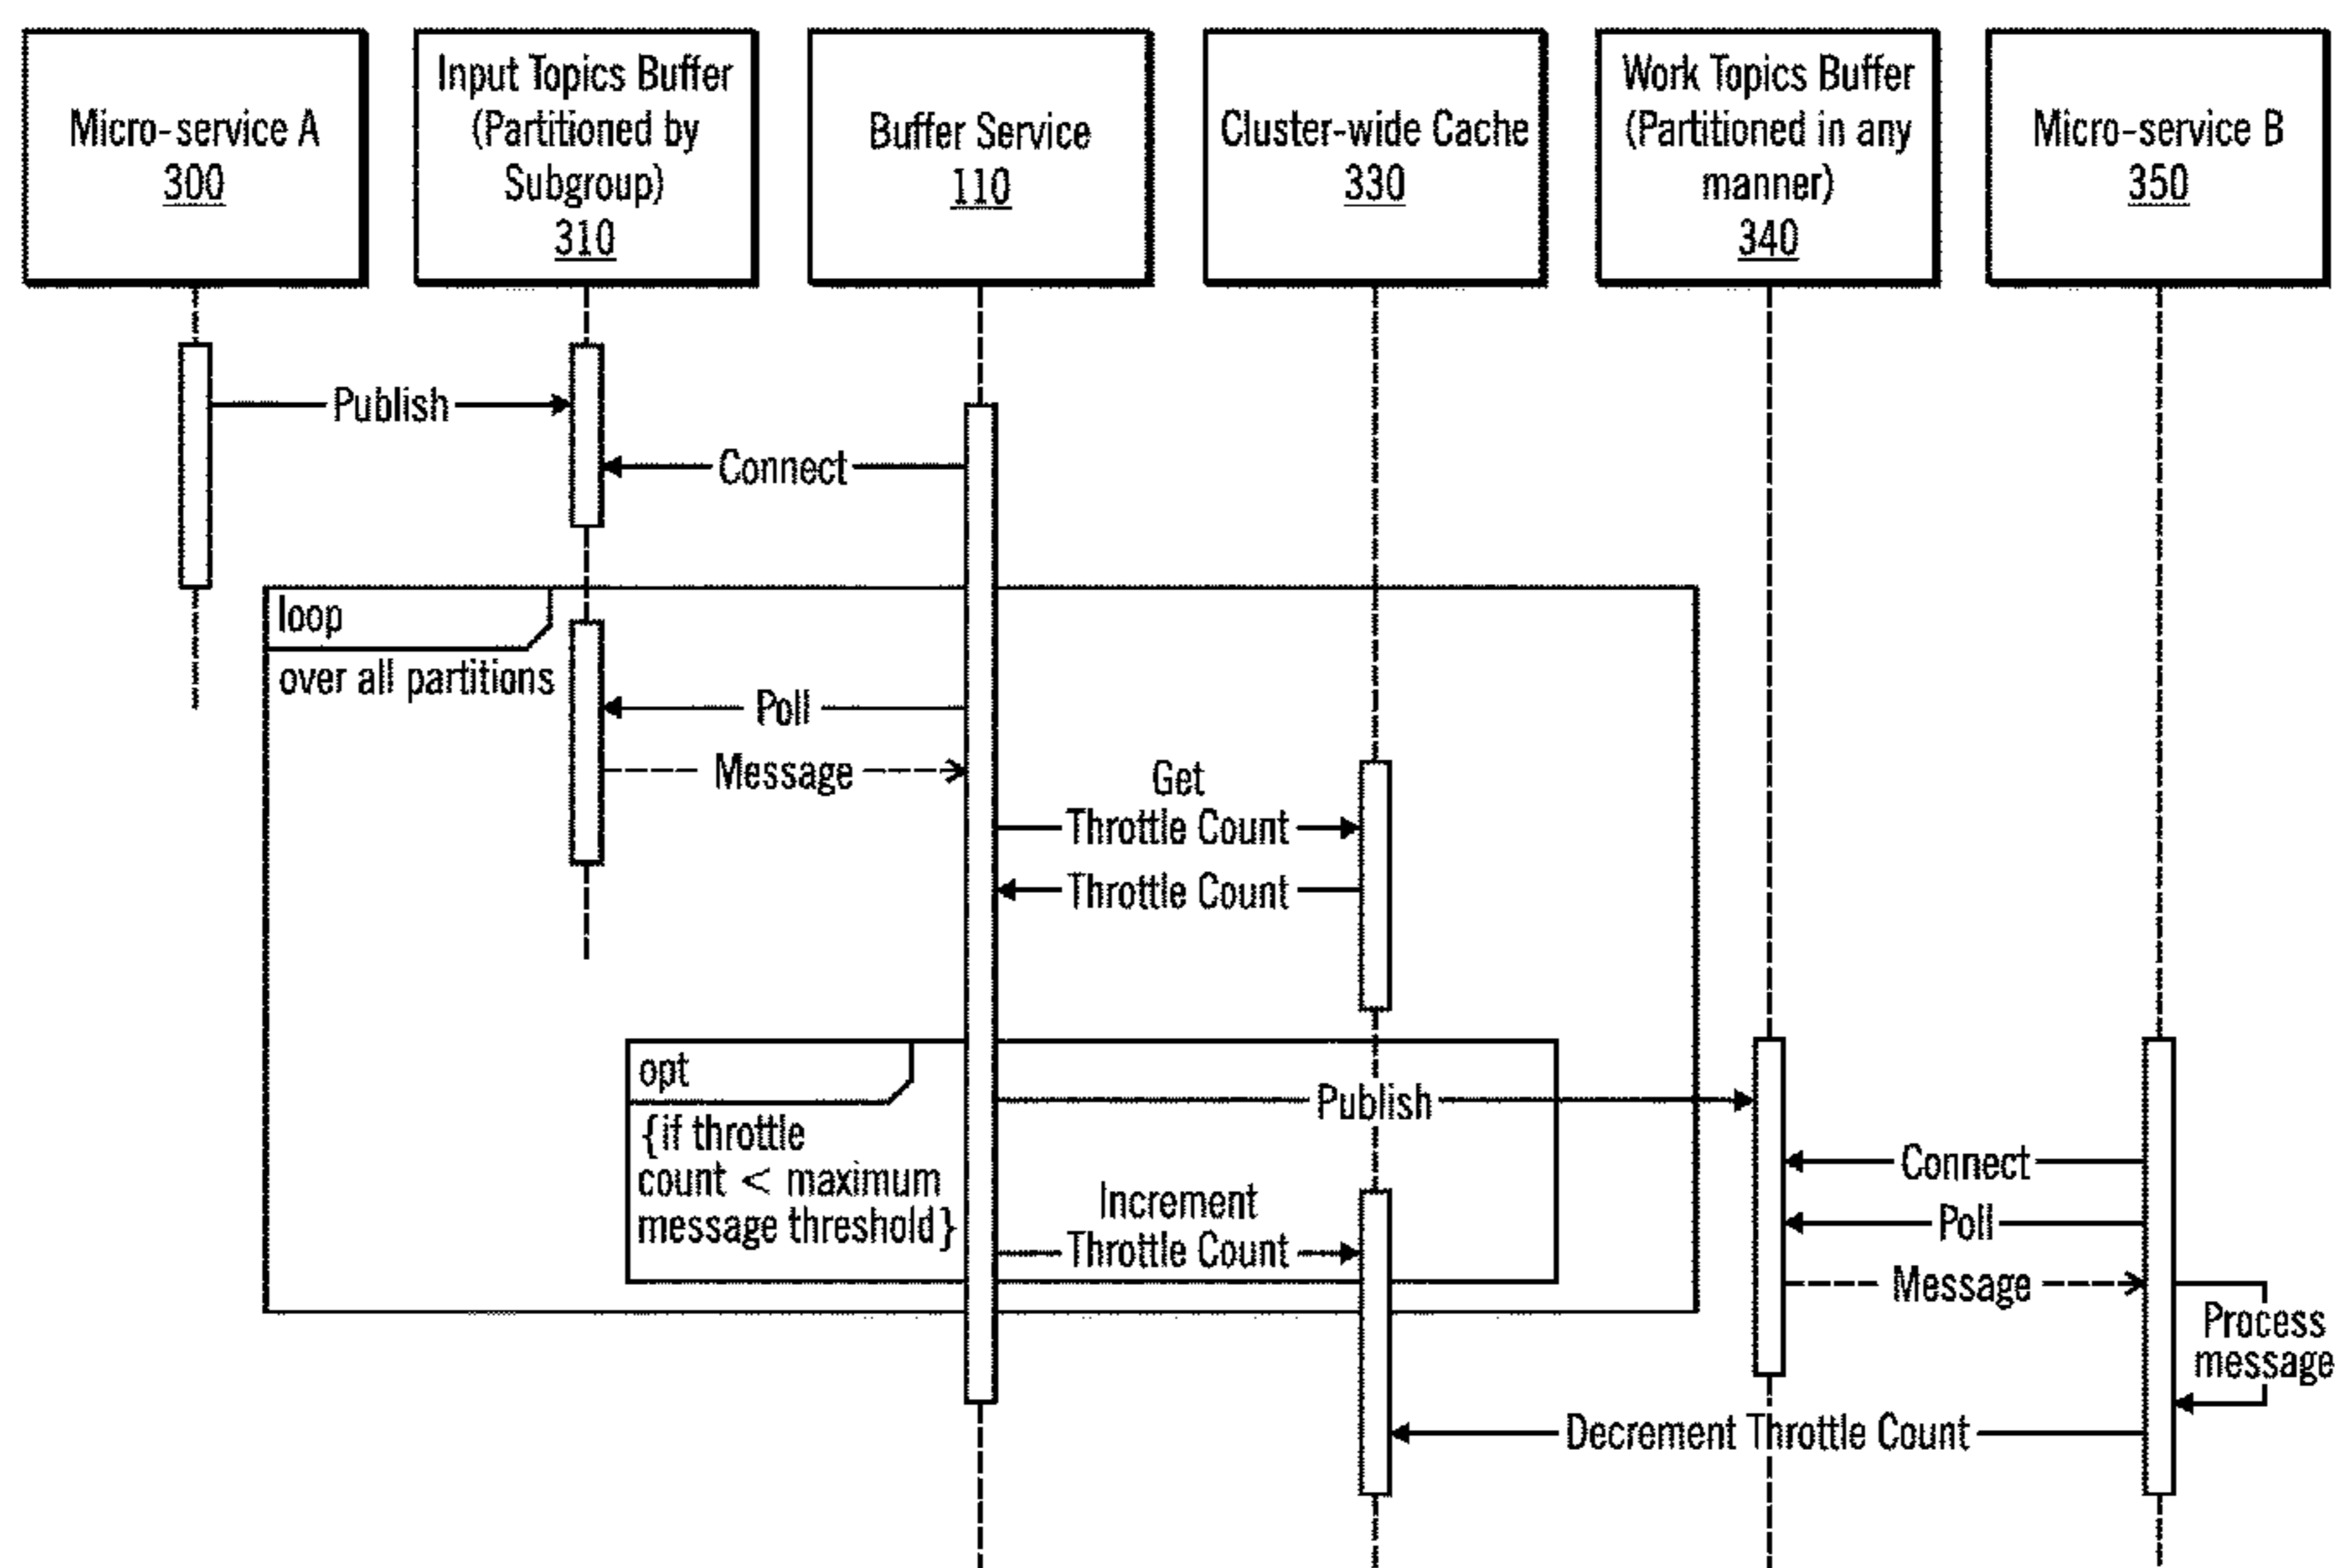 Micro-service A
300
Input Topics Buffer
(Partitioned by
Subgroup)
310
Buffer Service
110
Cluster-wide Cache
330
Work Topics Buffer
(Partitioned in any
manner)
340
Micro-service B
350
Publish
Connect
loop
over all partitions
Poll
Message
Get
Throttle Count
Throttle Count
opt
{if throttle
count < maximum
message threshold}
Publish
Increment
Throttle Count
Connect
Poll
Message
Process
message
Decrement Throttle Count